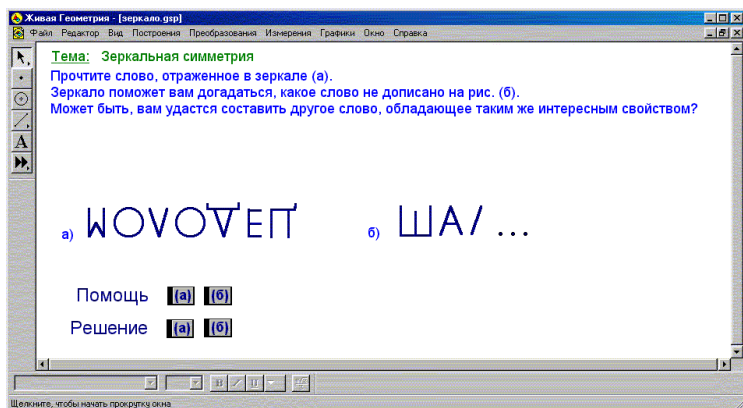 Живая Геометрия - [зеркало.gsp]
Файл Редактор Вид Построения Преобразования Измерения Графики Окно Справка
Тема: Зеркальная симметрия
Прочтите слово, отраженное в зеркале (а).
Зеркало поможет вам догадаться, какое слово не дописано на рис. (б).
Может быть, вам удастся составить другое слово, обладающее таким же интересным свойством?
а)
б) ША/ ...
Помощь (а) (б)
Решение (а) (б)
Щелкните, чтобы начать прокрутку окна